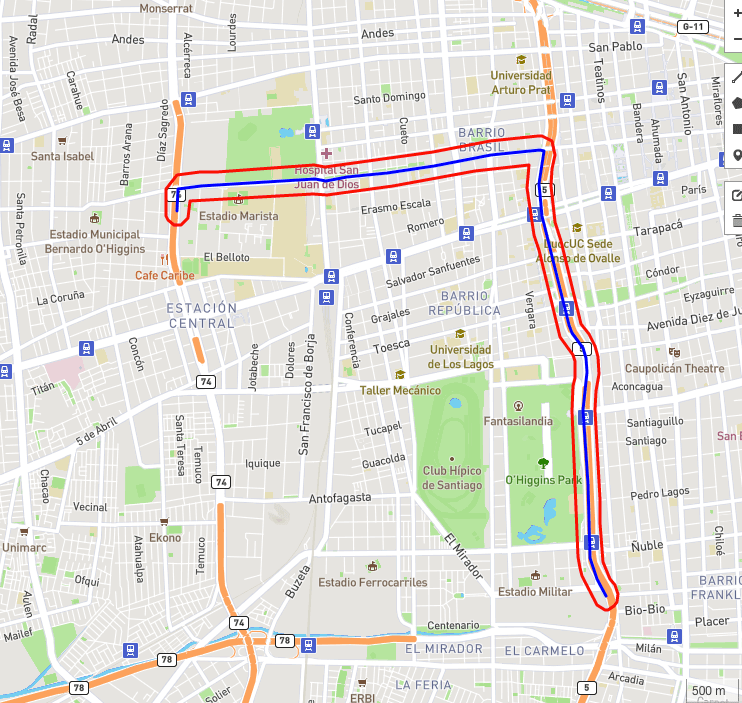 Monserrat
Radal
Avenida José Besa
Carahue
Andes
Alcérreca
Lourdes
Andes
G-11
+
San Pablo
−
Universidad
Arturo Prat
Teatinos
San Antonio
Miraflores
Santo Domingo
Cueto
Bandera
Ahumada
Santa Isabel
Barros Arana
Díaz Sagredo
BARRIO
BRASIL
Hospital San
Juan de Dios
París
5
Santa Petronila
Estadio Municipal
Bernardo O'Higgins
Estadio Marista
Erasmo Escala
Romero
Tarapacá
DuocUC Sede
Alonso de Ovalle
Cafe Caribe
El Belloto
Salvador Sanfuentes
Cóndor
La Coruña
ESTACIÓN
CENTRAL
BARRIO
REPÚBLICA
Vergara
Eyzaguirre
Grajales
Avenida Diez de Ju
Toesca
Conferencia
San Francisco de Borja
Dolores
Jotabeche
Concón
Universidad
de Los Lagos
Caupolicán Theatre
Titán
74
Taller Mecánico
Aconcagua
5 de Abril
Santa Teresa
Temuco
Tucapel
Fantasilandia
Santiaguillo
Santiago
San E
Iquique
Guacolda
Club Hípico
de Santiago
O'Higgins Park
Chacao
74
Antofagasta
Pedro Lagos
Vecinal
Ekono
Unimarc
Atahualpa
Temuco
El Mirador
Ñuble
Chiloé
Ofqui
Buzeta
Estadio Ferrocarriles
Estadio Militar
BARRIO
FRANKL
Aulen
Bio-Bio
Placer
Mailef
74
78
Centenario
EL MIRADOR
EL CARMELO
Milán
78
Arcadia
78
Solier
ERBI
LA FERIA
5
500 m